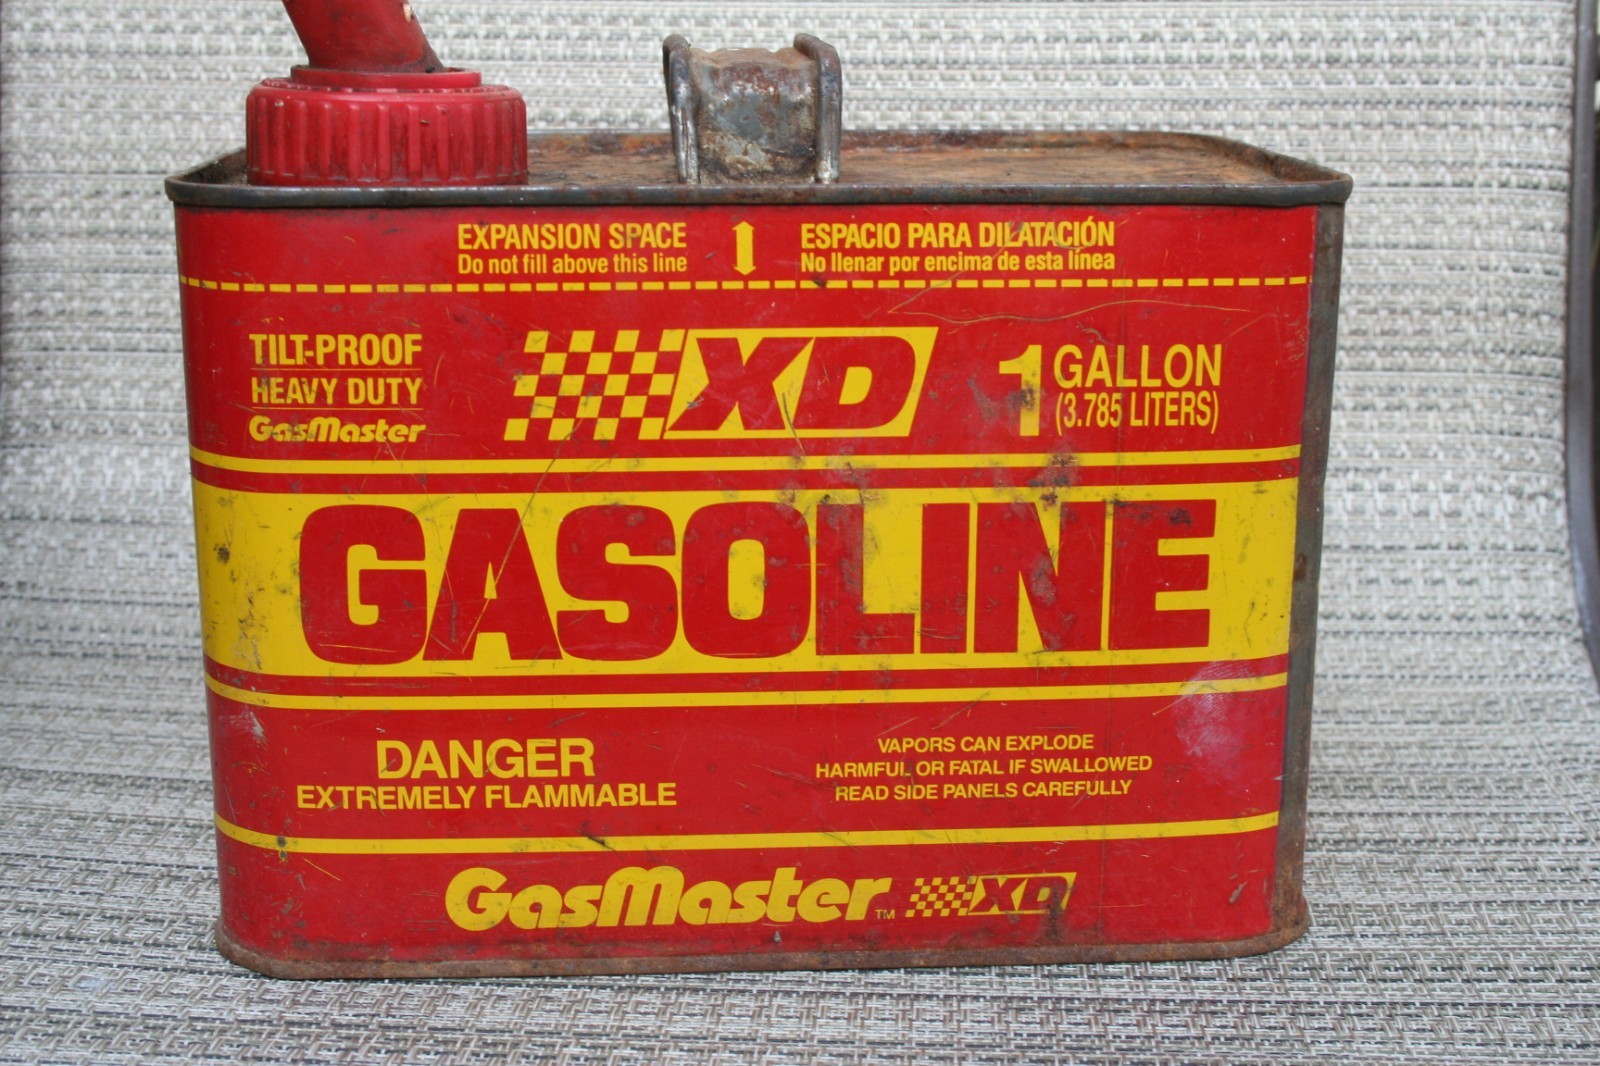 EXPANSION SPACE
Do not fill above this line
ESPACIO PARA DILATACIÓN
No llenar por encima de esta línea
TILT-PROOF
HEAVY DUTY
GasMaster
XD
1 GALLON
(3.785 LITERS)
GASOLINE
DANGER
EXTREMELY FLAMMABLE
VAPORS CAN EXPLODE
HARMFUL OR FATAL IF SWALLOWED
READ SIDE PANELS CAREFULLY
GasMaster™ XD